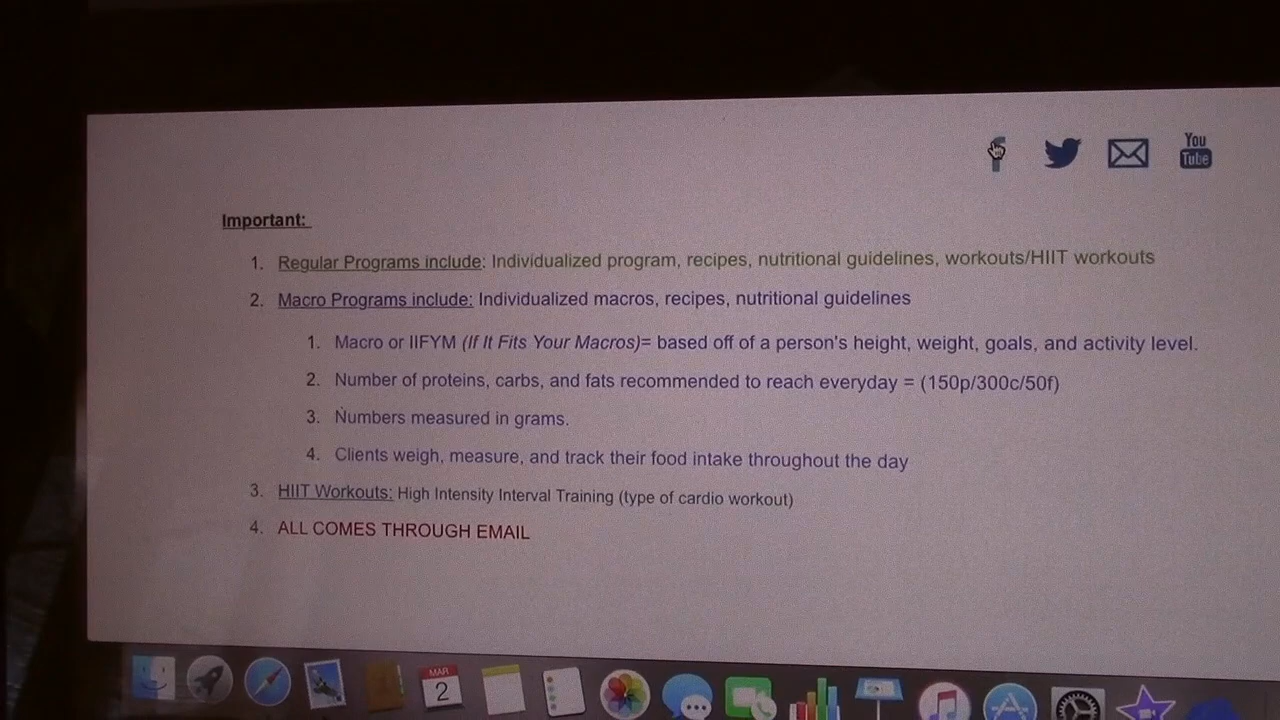 You
Tube
Important:
1. Regular Programs include: Individualized program, recipes, nutritional guidelines, workouts/HIIT workouts
2. Macro Programs include: Individualized macros, recipes, nutritional guidelines
1. Macro or IIFYM (If It Fits Your Macros)= based off of a person's height, weight, goals, and activity level.
2. Number of proteins, carbs, and fats recommended to reach everyday = (150p/300c/50f)
3. Numbers measured in grams.
4. Clients weigh, measure, and track their food intake throughout the day
3. HIIT Workouts: High Intensity Interval Training (type of cardio workout)
4. ALL COMES THROUGH EMAIL
MAR
2